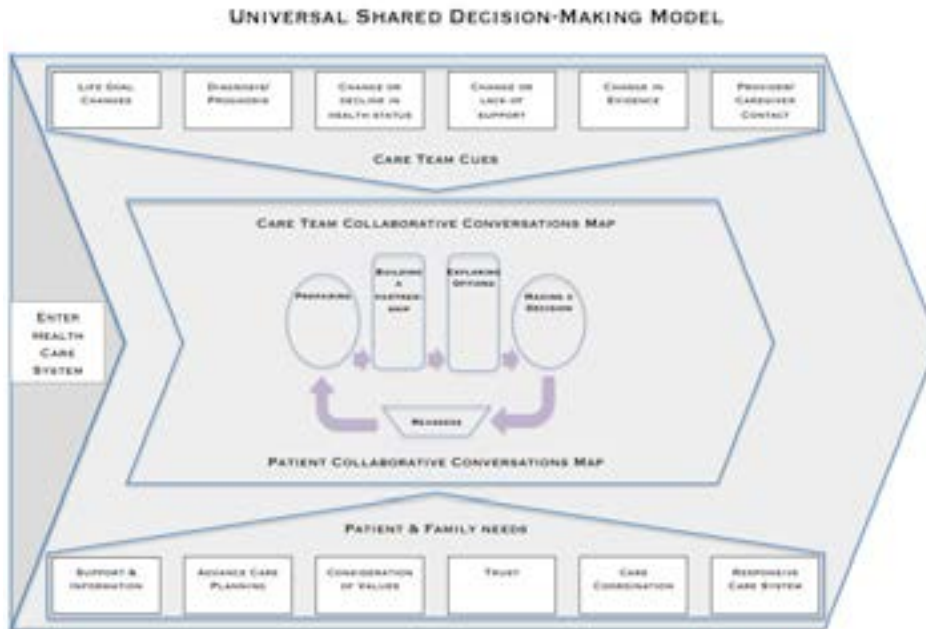 UNIVERSAL SHARED DECISION-MAKING MODEL
LIFE GOAL
CHANGES
DIAGNOSIS/
PROGNOSIS
CHANGE OR
DECLINE IN
HEALTH STATUS
CHANGE OR
LACK OF
SUPPORT
CHANGE IN
EVIDENCE
PROVIDER/
CAREGIVER
CONTACT
CARE TEAM CUES
CARE TEAM COLLABORATIVE CONVERSATIONS MAP
PREPARING
BUILDING
A
PARTNER-
SHIP
EXPLORING
OPTIONS
MAKING A
DECISION
REASSESS
ENTER
HEALTH
CARE
SYSTEM
PATIENT COLLABORATIVE CONVERSATIONS MAP
PATIENT & FAMILY NEEDS
SUPPORT &
INFORMATION
ADVANCE CARE
PLANNING
CONSIDERATION
OF VALUES
TRUST
CARE
COORDINATION
RESPONSIVE
CARE SYSTEM